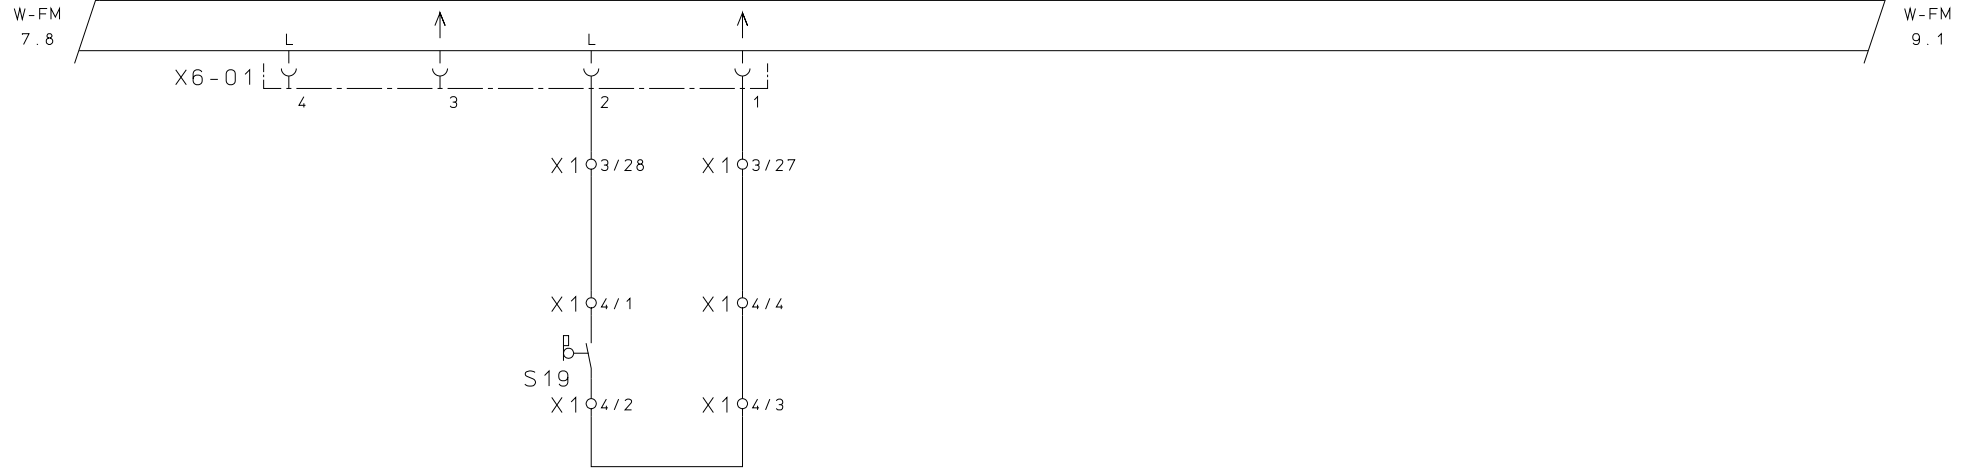 W-FM
7.8
W-FM
9.1
L
L
X6-01
4
3
2
1
X1 3/28
X1 3/27
X1 4/1
X1 4/4
S19
X1 4/2
X1 4/3